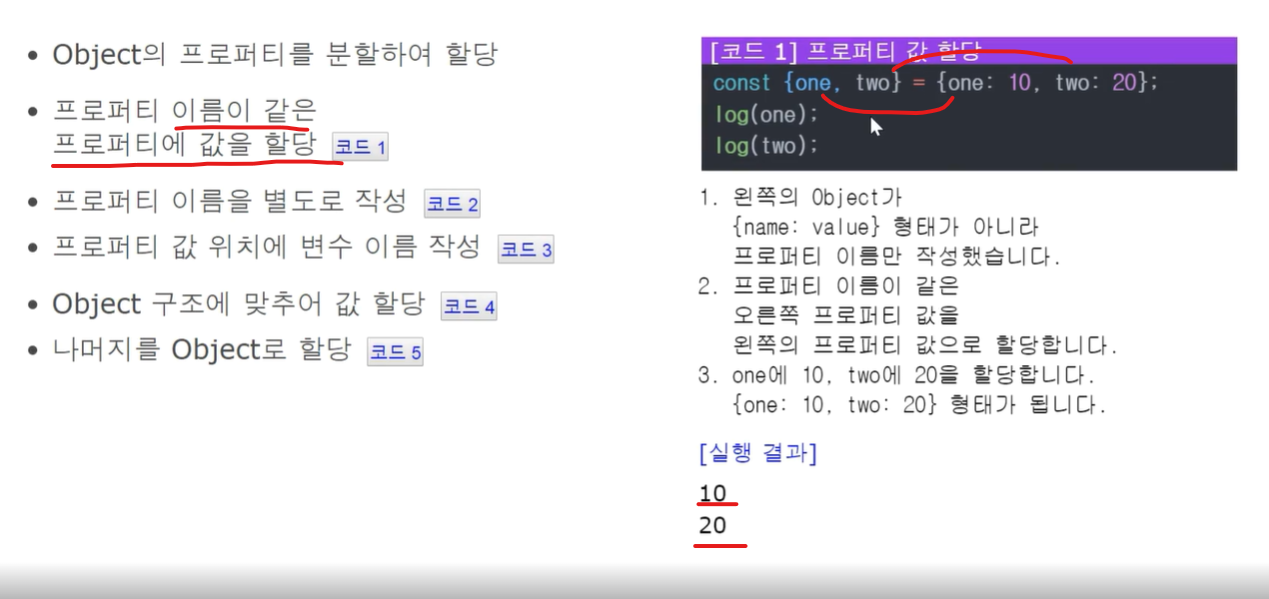 • Object의 프로퍼티를 분할하여 할당
• 프로퍼티 이름이 같은
프로퍼티에 값을 할당 코드 1
• 프로퍼티 이름을 별도로 작성 코드 2
• 프로퍼티 값 위치에 변수 이름 작성 코드 3
• Object 구조에 맞추어 값 할당 코드 4
• 나머지를 Object로 할당 코드 5
[코드 1] 프로퍼티 값 할당
const {one, two} = {one: 10, two: 20};
log(one);
log(two);
1. 왼쪽의 Object가
{name: value} 형태가 아니라
프로퍼티 이름만 작성했습니다.
2. 프로퍼티 이름이 같은
오른쪽 프로퍼티 값을
왼쪽의 프로퍼티 값으로 할당합니다.
3. one에 10, two에 20을 할당합니다.
{one: 10, two: 20} 형태가 됩니다.
[실행 결과]
10
20